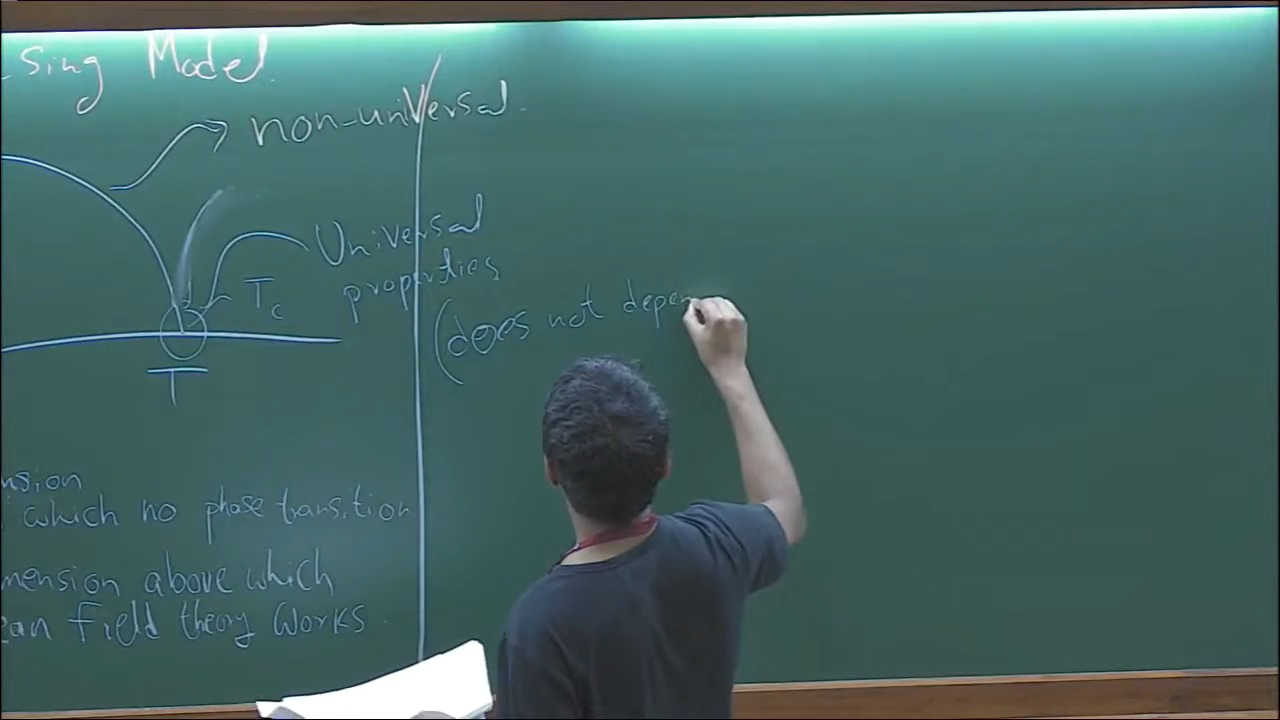 sing Model.
non-universal.
Universal
properties
Tc
(does not depen
T
nsion
which no phase transition
mension above which
ean field theory works.